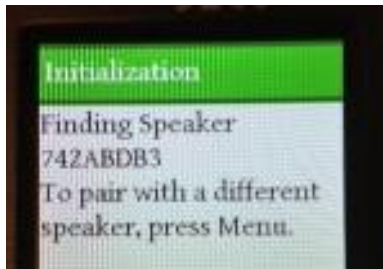 Initialization
Finding Speaker
742ABDB3
To pair with a different
speaker, press Menu.